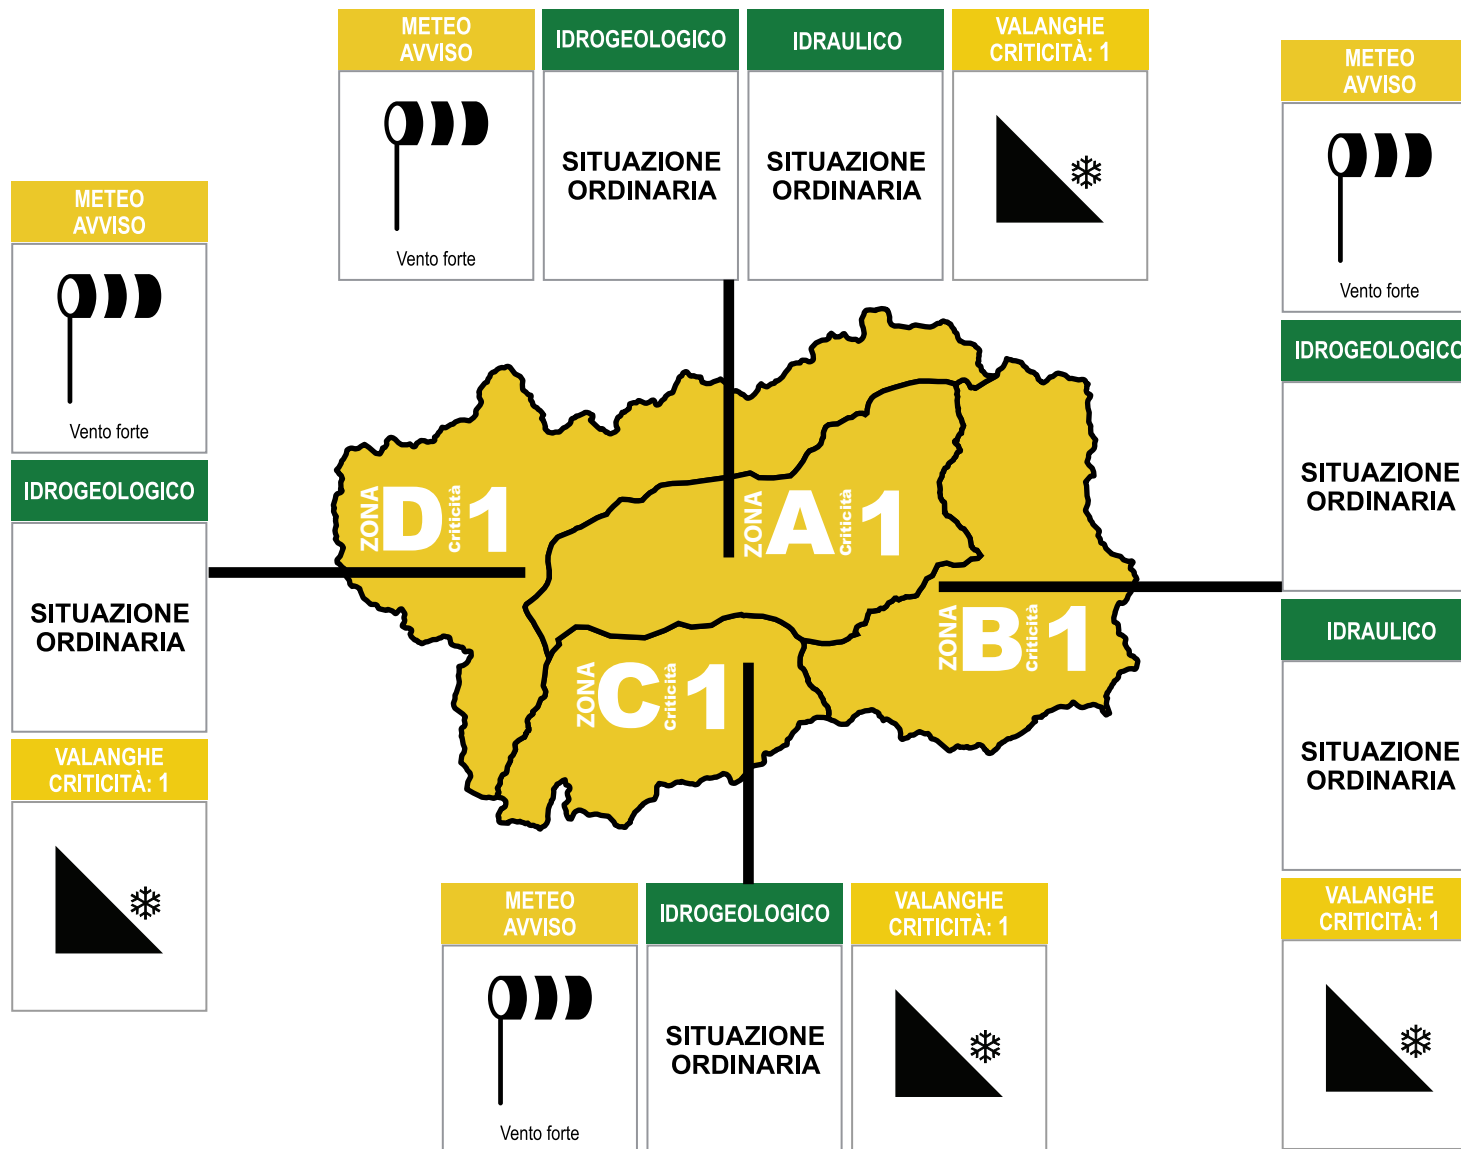 METEO
AVVISO
Vento forte
IDROGEOLOGICO
SITUAZIONE
ORDINARIA
IDRAULICO
SITUAZIONE
ORDINARIA
VALANGHE
CRITICITÀ: 1
METEO
AVVISO
Vento forte
IDROGEOLOGICO
SITUAZIONE
ORDINARIA
VALANGHE
CRITICITÀ: 1
ZONA D Criticità 1
ZONA A Criticità 1
ZONA B Criticità 1
ZONA C Criticità 1
METEO
AVVISO
Vento forte
IDROGEOLOGICO
SITUAZIONE
ORDINARIA
IDRAULICO
SITUAZIONE
ORDINARIA
VALANGHE
CRITICITÀ: 1
METEO
AVVISO
Vento forte
IDROGEOLOGICO
SITUAZIONE
ORDINARIA
VALANGHE
CRITICITÀ: 1